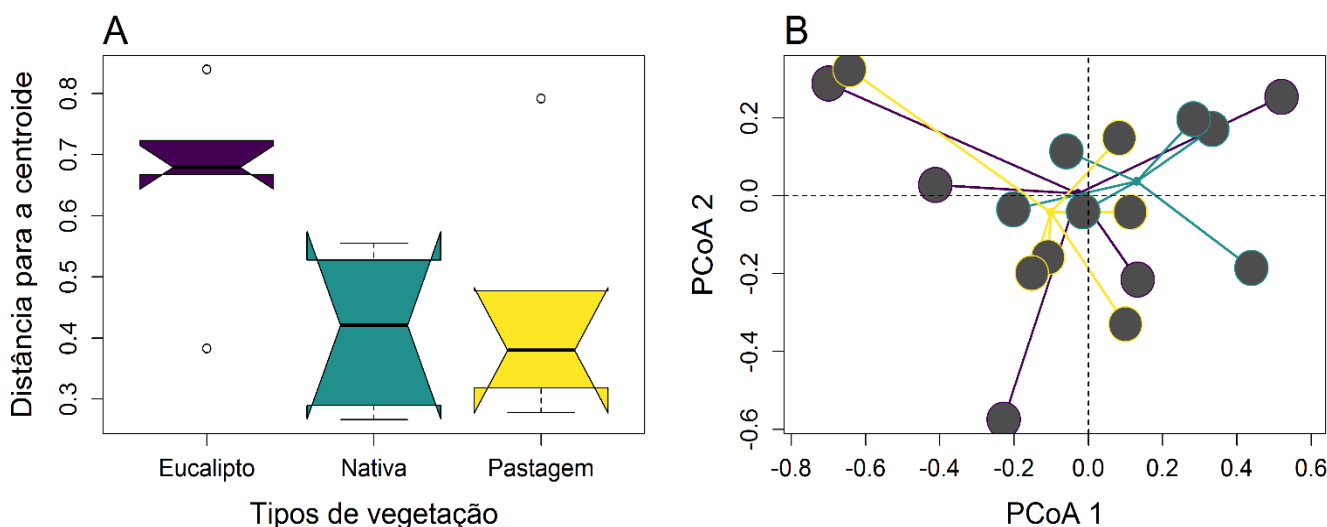 A
Distância para a centroide
0.8
0.7
0.6
0.5
0.4
0.3
Eucalipto Nativa Pastagem
Tipos de vegetação
B
PCoA 2
0.2
0.0
-0.2
-0.4
-0.6
-0.8 -0.6 -0.4 -0.2 0.0 0.2 0.4 0.6
PCoA 1